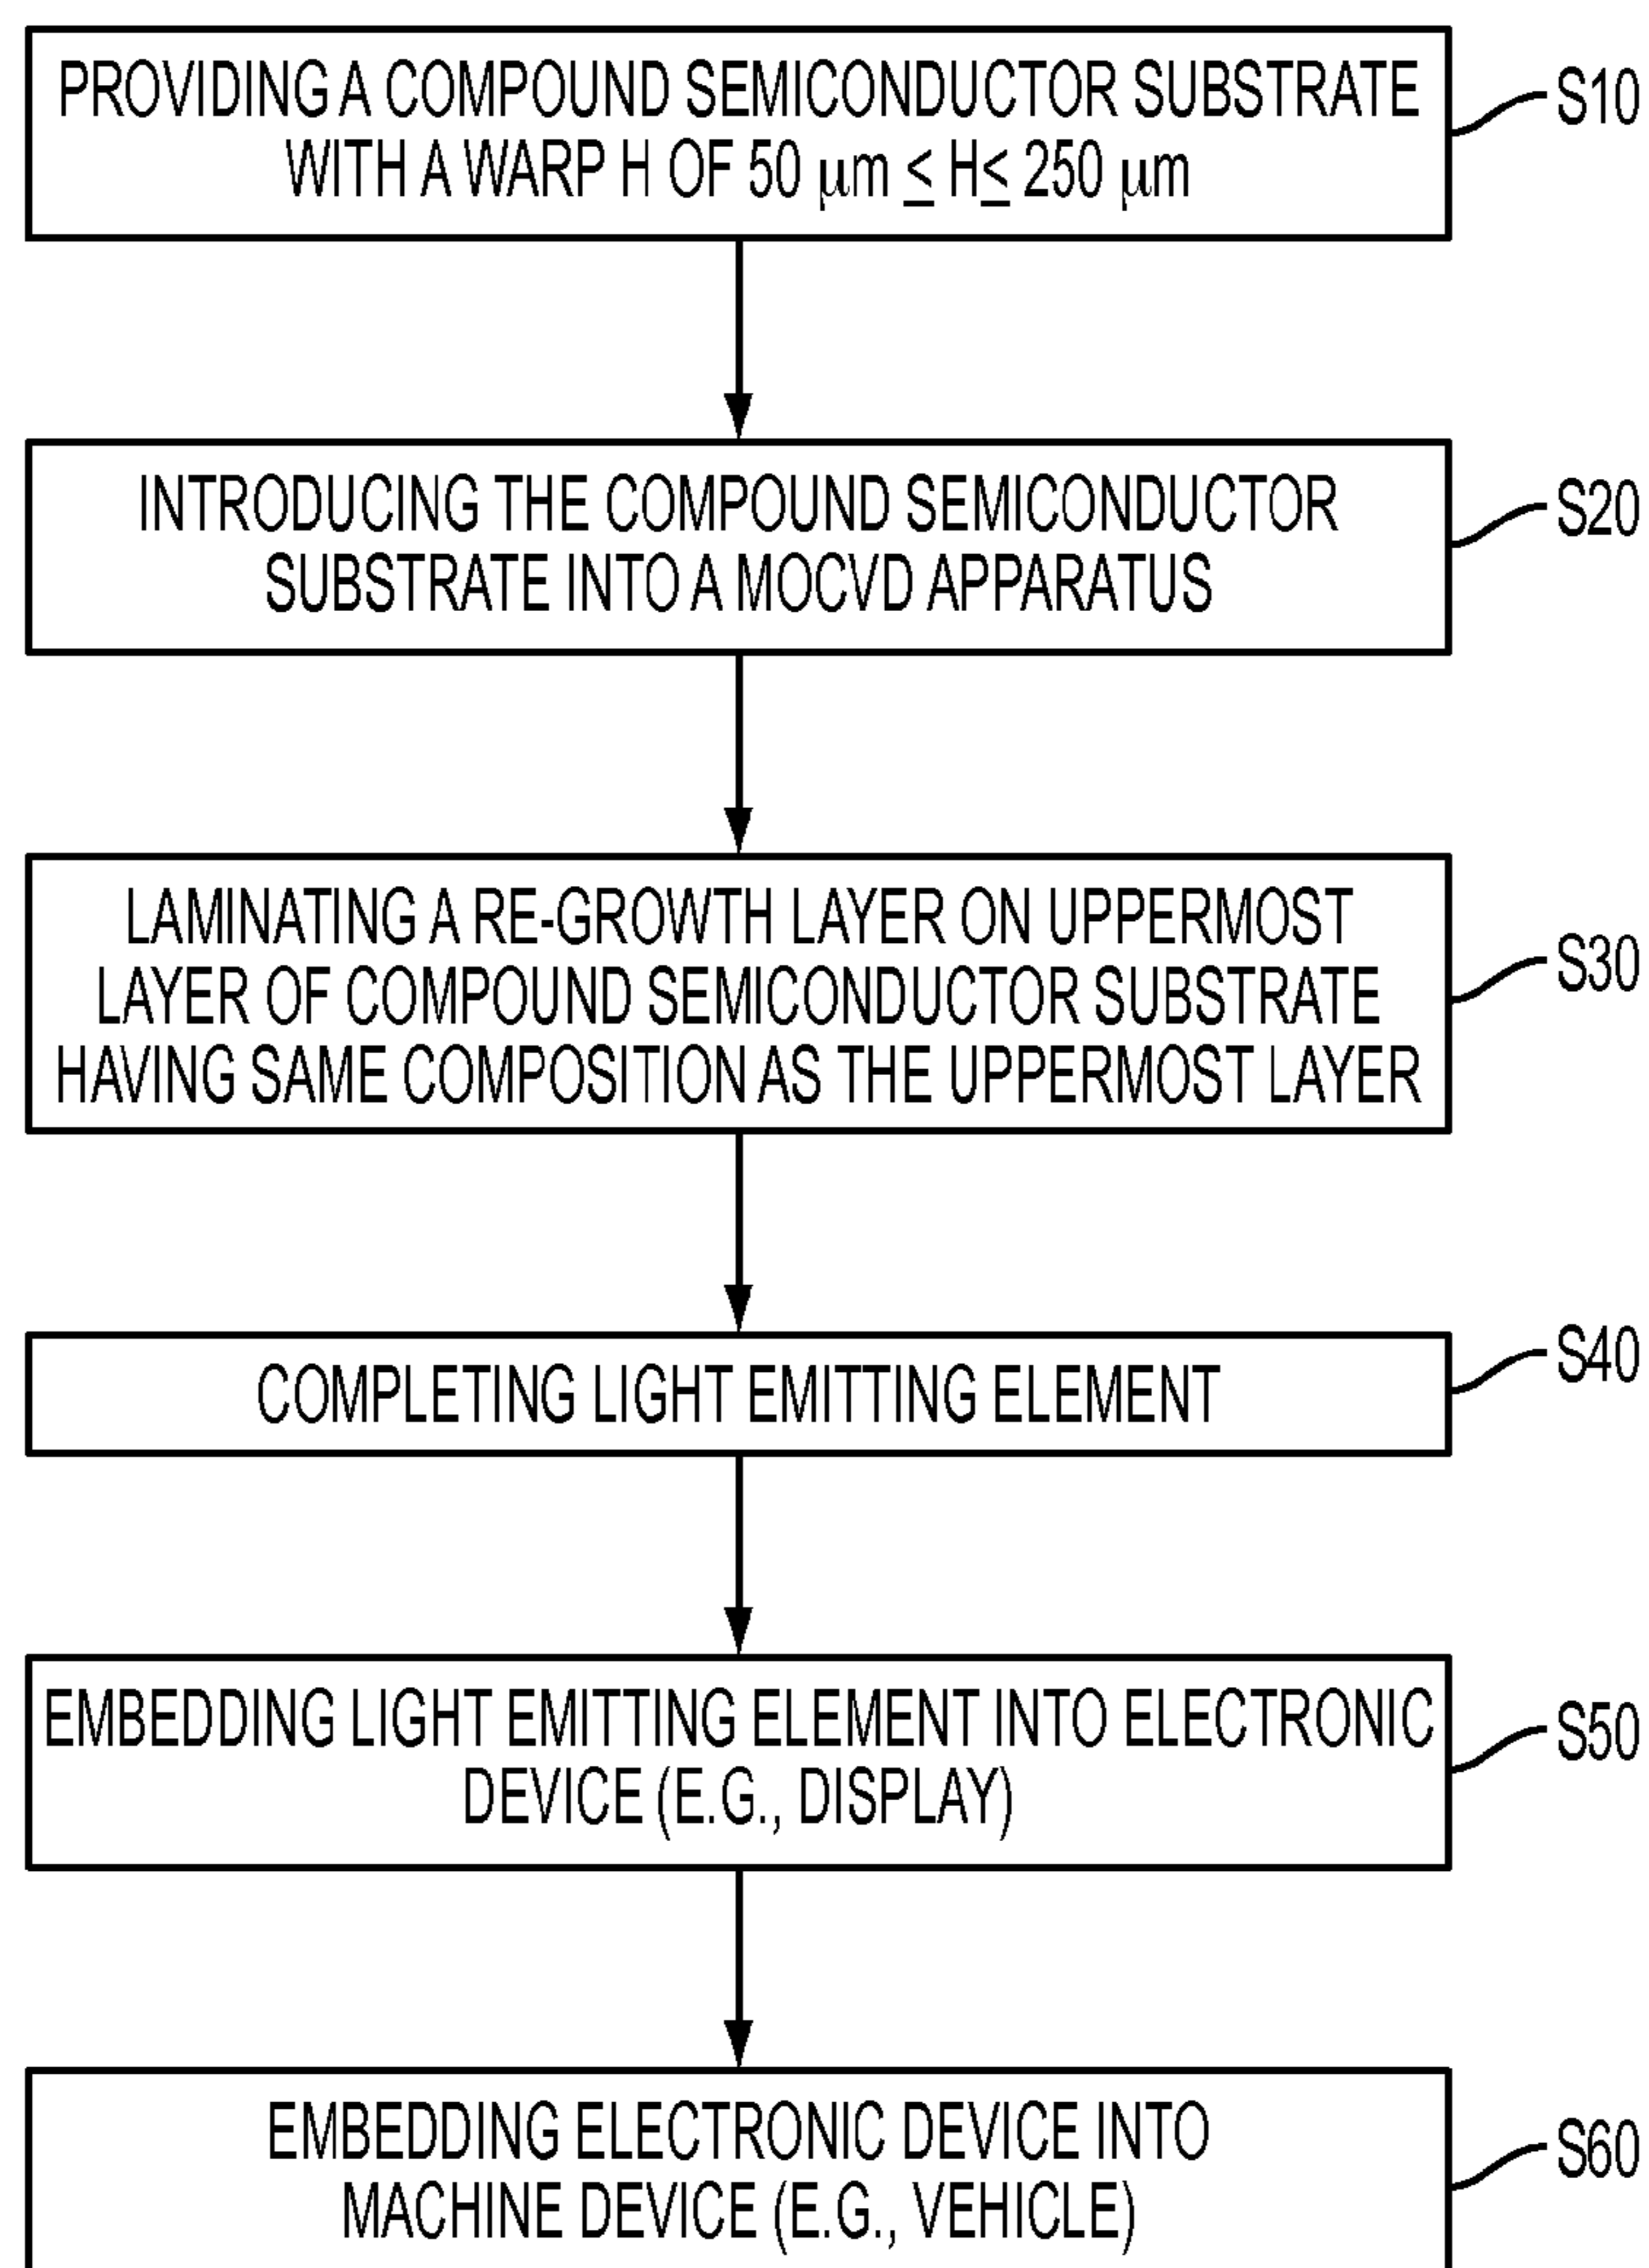 PROVIDING A COMPOUND SEMICONDUCTOR SUBSTRATE
WITH A WARP H OF 50 μm ≤ H ≤ 250 μm
S10
INTRODUCING THE COMPOUND SEMICONDUCTOR
SUBSTRATE INTO A MOCVD APPARATUS
S20
LAMINATING A RE-GROWTH LAYER ON UPPERMOST
LAYER OF COMPOUND SEMICONDUCTOR SUBSTRATE
HAVING SAME COMPOSITION AS THE UPPERMOST LAYER
S30
COMPLETING LIGHT EMITTING ELEMENT
S40
EMBEDDING LIGHT EMITTING ELEMENT INTO ELECTRONIC
DEVICE (E.G., DISPLAY)
S50
EMBEDDING ELECTRONIC DEVICE INTO
MACHINE DEVICE (E.G., VEHICLE)
S60